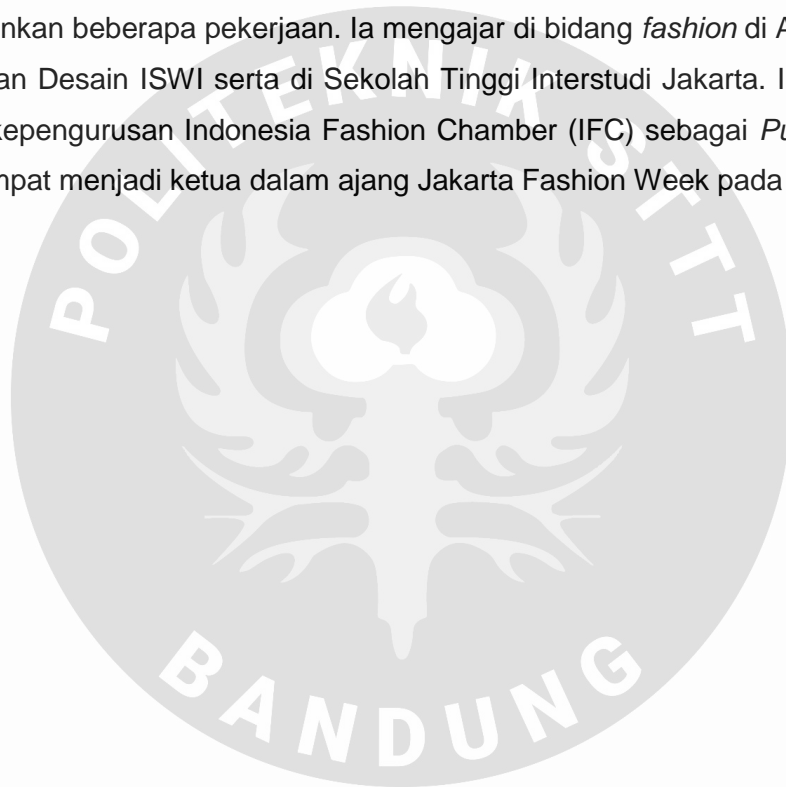 nkan beberapa pekerjaan. Ia mengajar di bidang fashion di A
an Desain ISWI serta di Sekolah Tinggi Interstudi Jakarta. I
kepengurusan Indonesia Fashion Chamber (IFC) sebagai Pu
mpat menjadi ketua dalam ajang Jakarta Fashion Week pada
POLITEKNIK STTT
BANDUNG